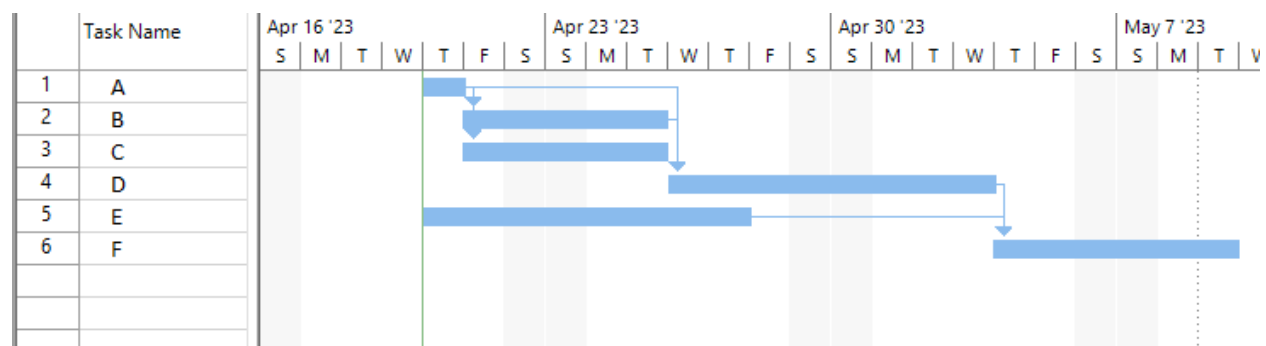 Task Name Apr 16 '23 Apr 23 '23 Apr 30 '23 May 7 '23
S M T W T F S S M T W T F S S M T W T F S S M T W
1 A
2 B
3 C
4 D
5 E
6 F